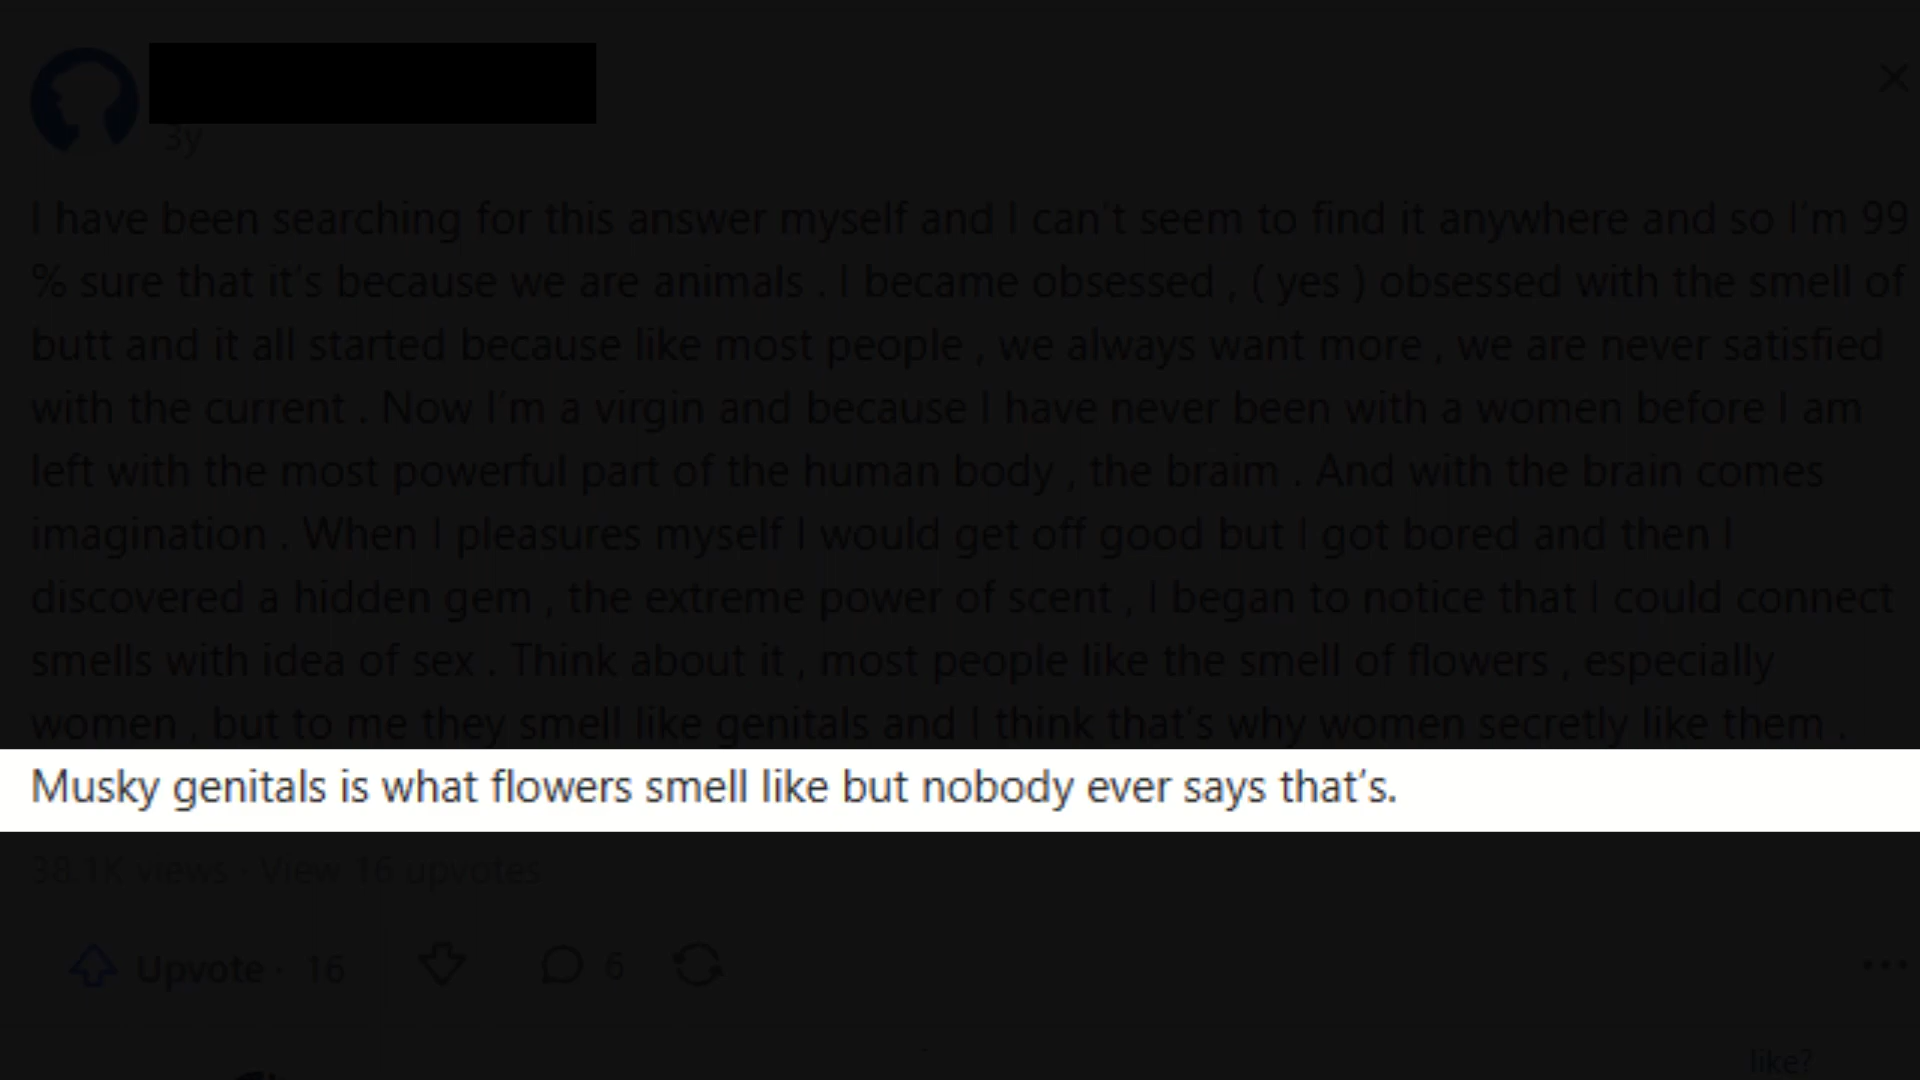 3y
I have been searching for this answer myself and I can't seem to find it anywhere and so I'm 99
% sure that it's because we are animals . I became obsessed , ( yes ) obsessed with the smell of
butt and it all started because like most people , we always want more , we are never satisfied
with the current . Now I'm a virgin and because I have never been with a women before I am
left with the most powerful part of the human body , the braim . And with the brain comes
imagination . When I pleasures myself I would get off good but I got bored and then I
discovered a hidden gem , the extreme power of scent , I began to notice that I could connect
smells with idea of sex . Think about it , most people like the smell of flowers , especially
women , but to me they smell like genitals and I think that's why women secretly like them .
Musky genitals is what flowers smell like but nobody ever says that's.
38.1K views · View 16 upvotes
Upvote · 16 6
like?